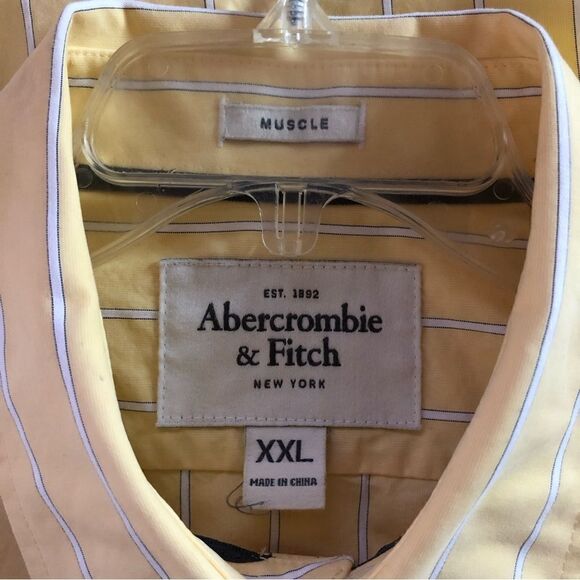 MUSCLE
EST. 1892
Abercrombie
& Fitch
NEW YORK
XXL
MADE IN CHINA